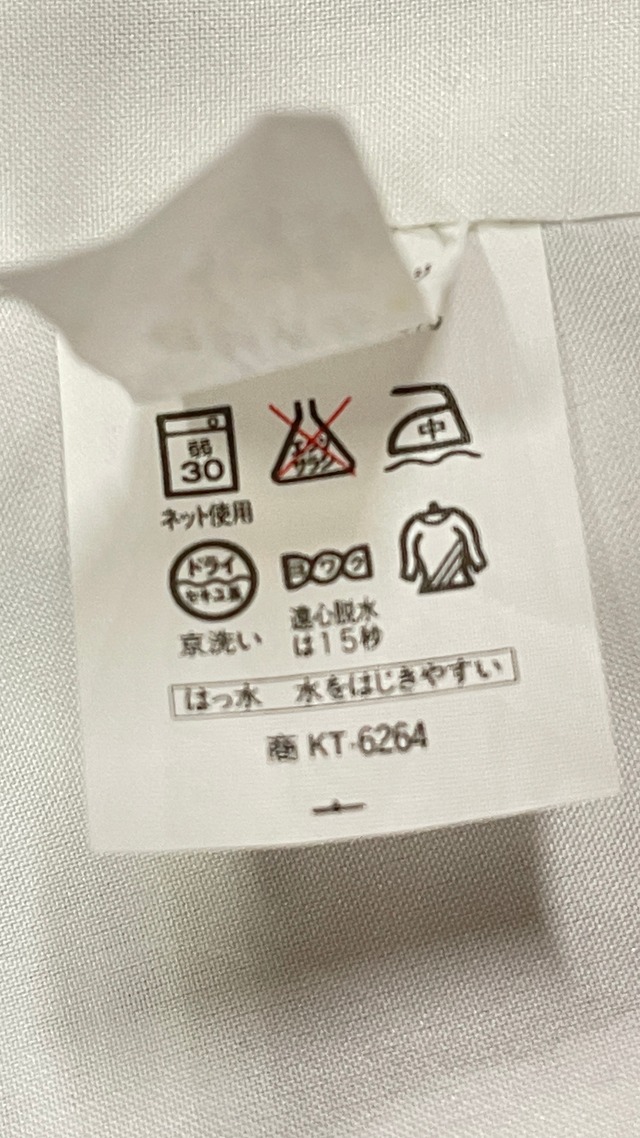 弱 30
エンソ サラシ
中
ネット使用
ドライ セキユ系
ヨワク
京洗い
遠心脱水
は15秒
はっ水 水をはじきやすい
商 KT-6264